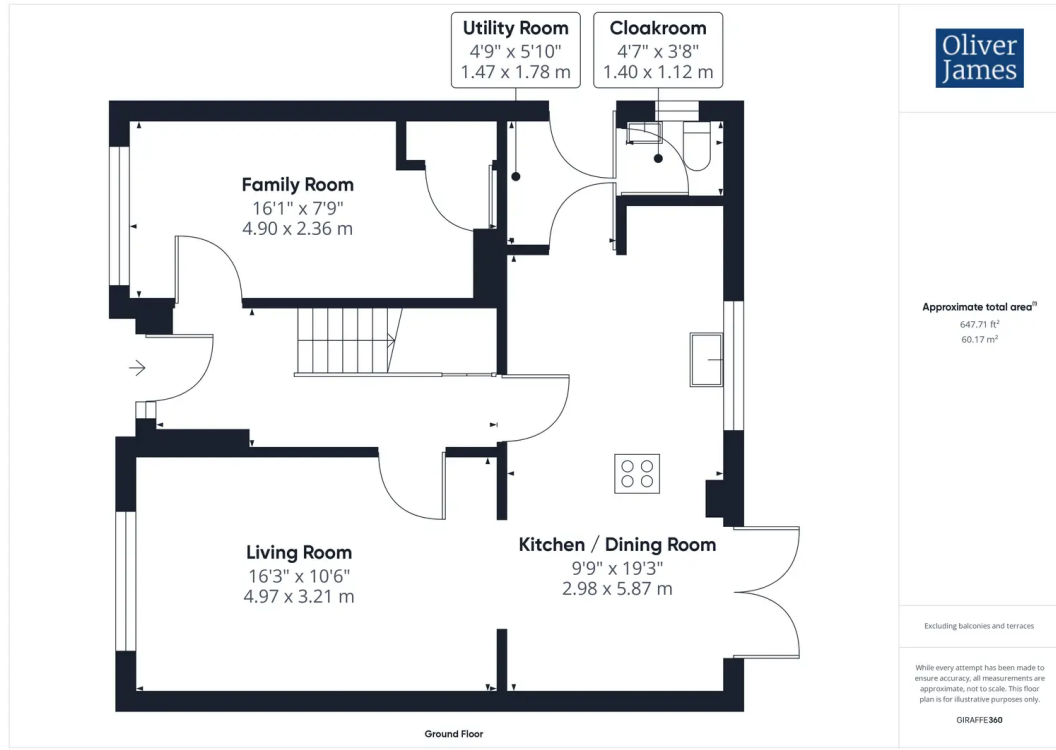 Utility Room
4'9" x 5'10"
1.47 x 1.78 m
Cloakroom
4'7" x 3'8"
1.40 x 1.12 m
Oliver
James
Family Room
16'1" x 7'9"
4.90 x 2.36 m
Approximate total area⁽¹⁾
647.71 ft²
60.17 m²
Living Room
16'3" x 10'6"
4.97 x 3.21 m
Kitchen / Dining Room
9'9" x 19'3"
2.98 x 5.87 m
Excluding balconies and terraces
While every attempt has been made to
ensure accuracy, all measurements are
approximate, not to scale. This floor
plan is for illustrative purposes only.
GIRAFFE360
Ground Floor